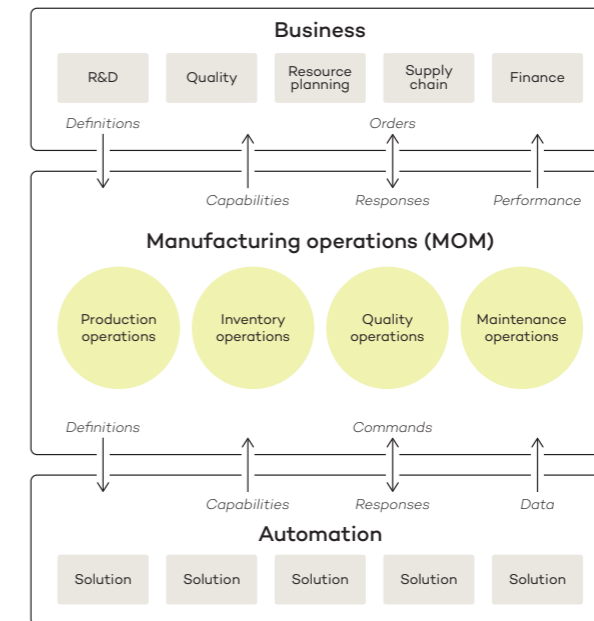 Business
R&D
Quality
Resource
planning
Supply
chain
Finance
Definitions
Orders
Capabilities
Responses
Performance
Manufacturing operations (MOM)
Production
operations
Inventory
operations
Quality
operations
Maintenance
operations
Definitions
Commands
Capabilities
Responses
Data
Automation
Solution
Solution
Solution
Solution
Solution